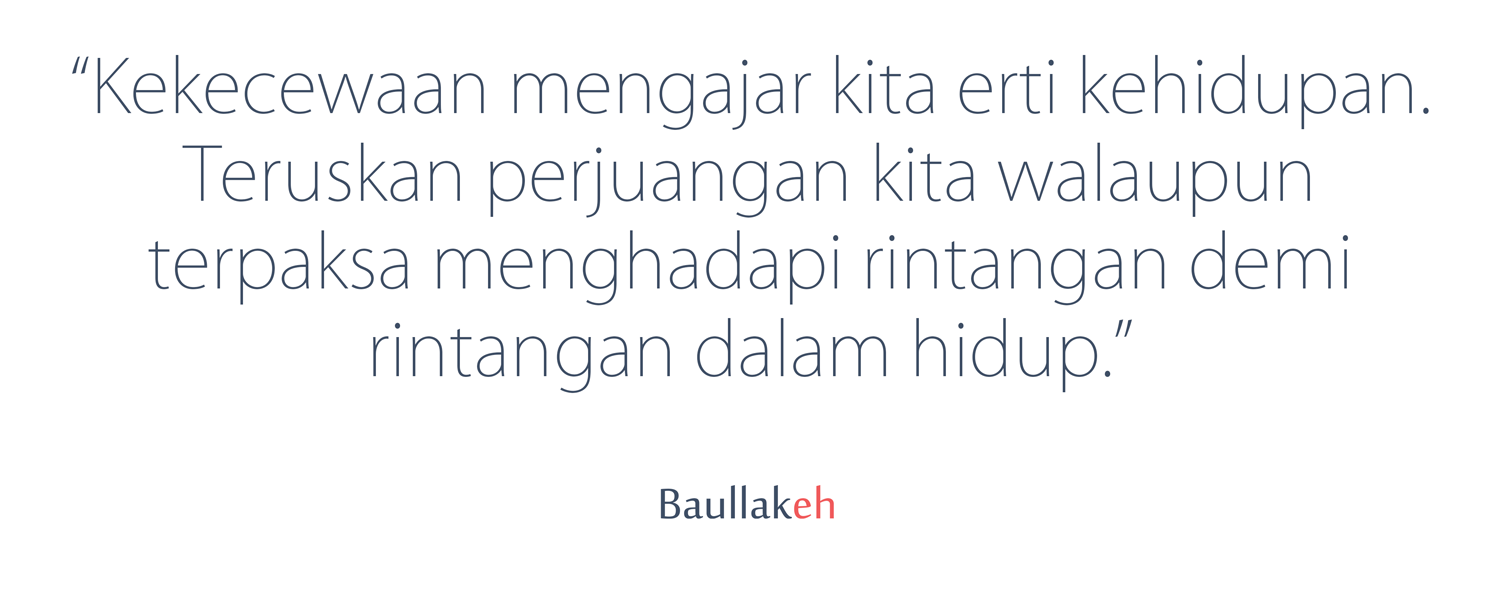 “Kekecewaan mengajar kita erti kehidupan.
Teruskan perjuangan kita walaupun
terpaksa menghadapi rintangan demi
rintangan dalam hidup.”
Baullakeh